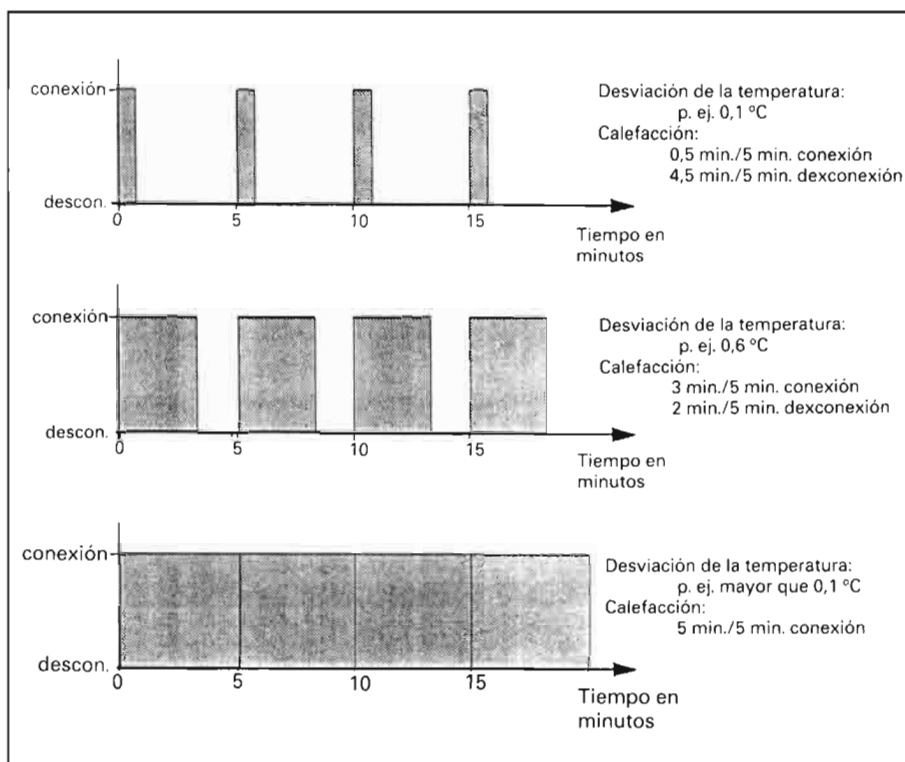 conexión
descon.
0
5
10
15
Tiempo en
minutos
Desviación de la temperatura:
p. ej. 0,1 ºC
Calefacción:
0,5 min./5 min. conexión
4,5 min./5 min. dexconexión
conexión
descon.
0
5
10
15
Tiempo en
minutos
Desviación de la temperatura:
p. ej. 0,6 ºC
Calefacción:
3 min./5 min. conexión
2 min./5 min. dexconexión
conexión
descon.
0
5
10
15
Tiempo en
minutos
Desviación de la temperatura:
p. ej. mayor que 0,1 ºC
Calefacción:
5 min./5 min. conexión